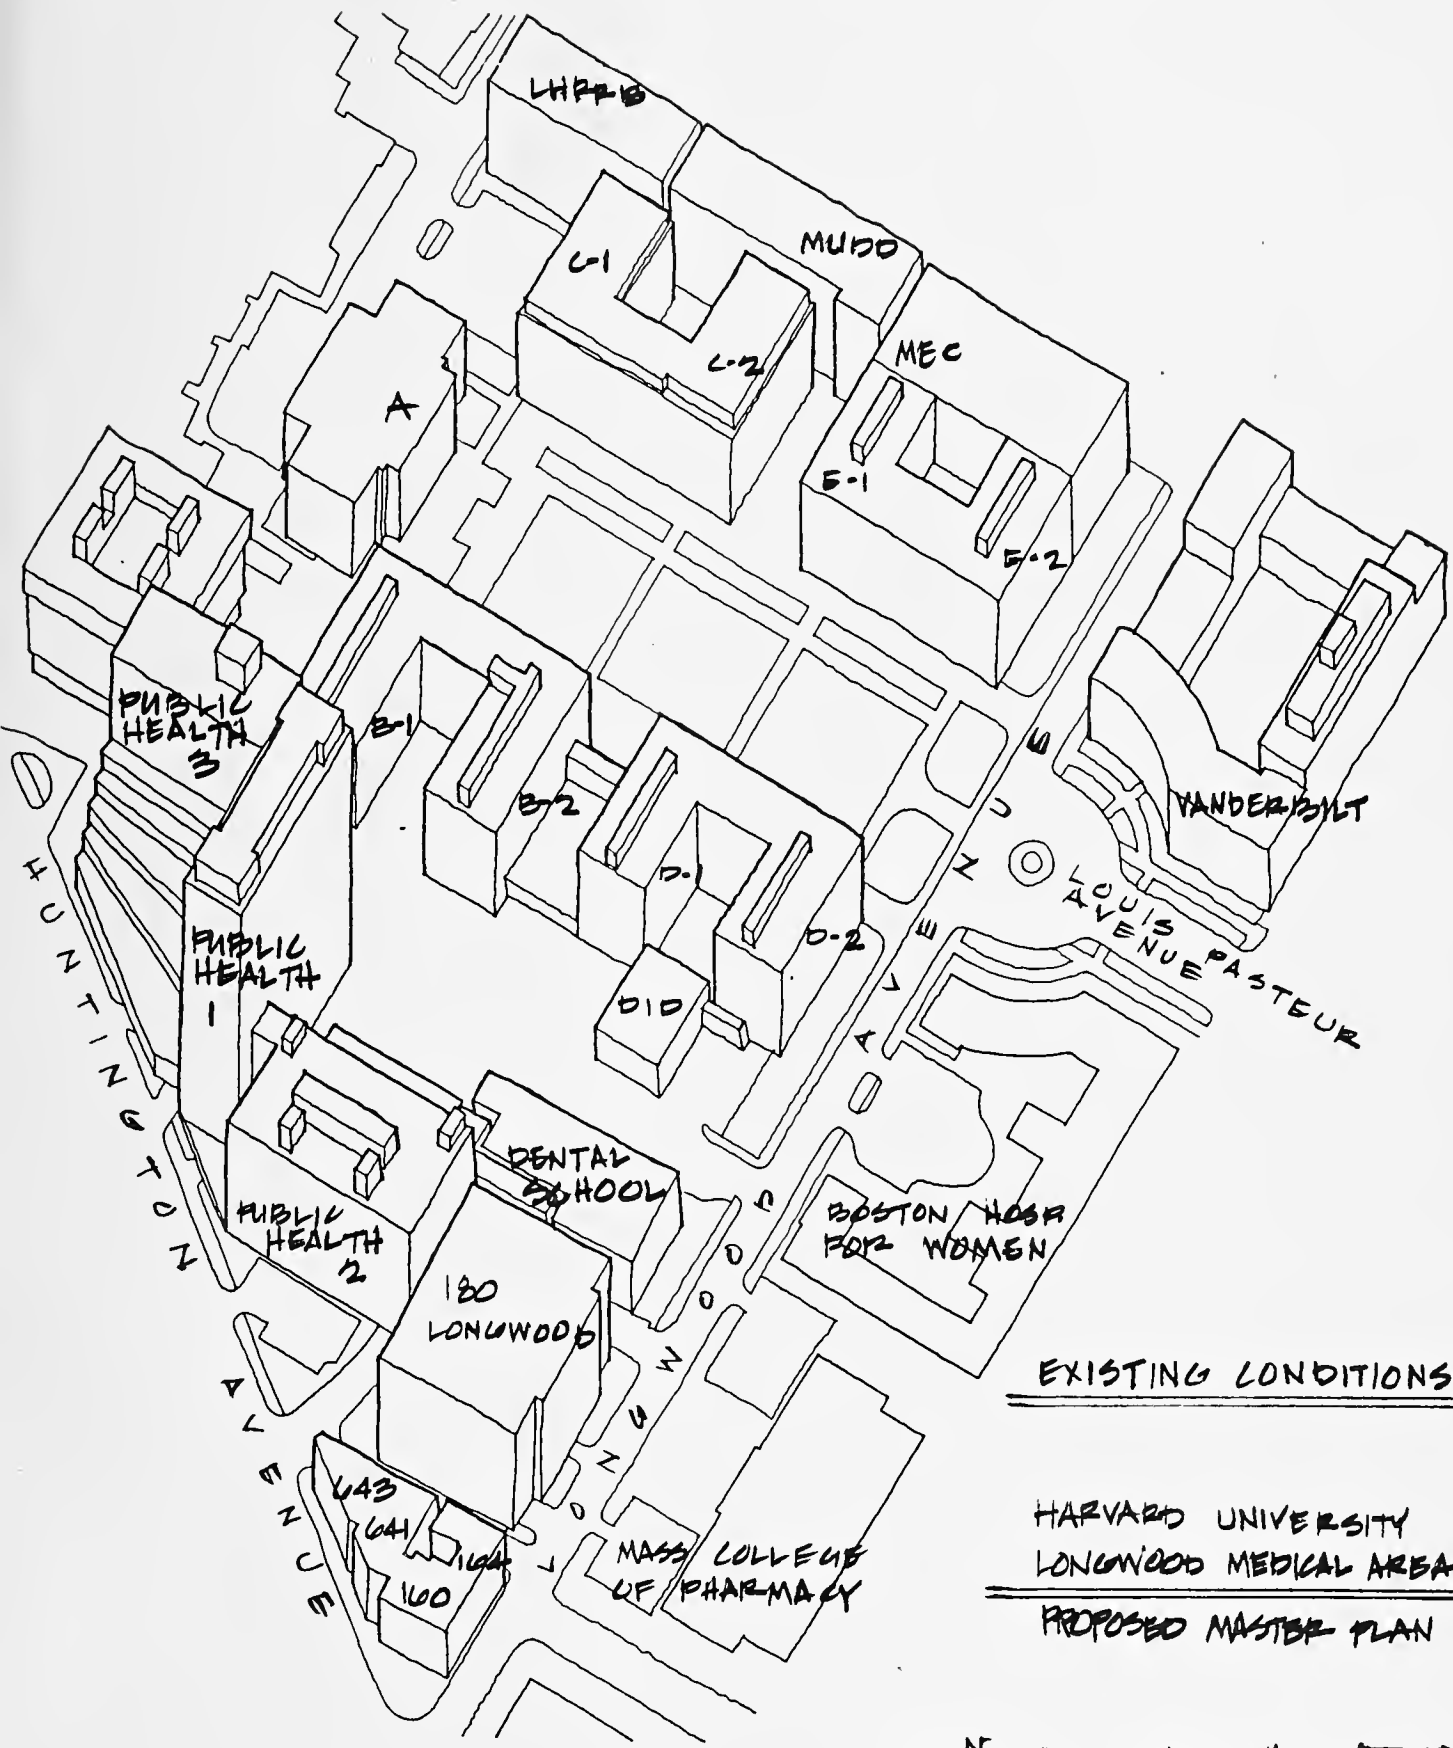 LHRRB
MUDD
C-1
C-2
MEC
A
E-1
E-2
PUBLIC
HEALTH
3
B-1
B-2
VANDERBILT
D-1
D-2
LOUIS
AVENUE PASTEUR
PUBLIC
HEALTH
1
DID
HUNTINGTON AVENUE
LONGWOOD AVENUE
DENTAL
SCHOOL
PUBLIC
HEALTH
2
BOSTON HOSP
FOR WOMEN
180
LONGWOOD
643
641
164
160
MASS COLLEGE
OF PHARMACY
EXISTING CONDITIONS
HARVARD UNIVERSITY
LONGWOOD MEDICAL AREA
PROPOSED MASTER PLAN